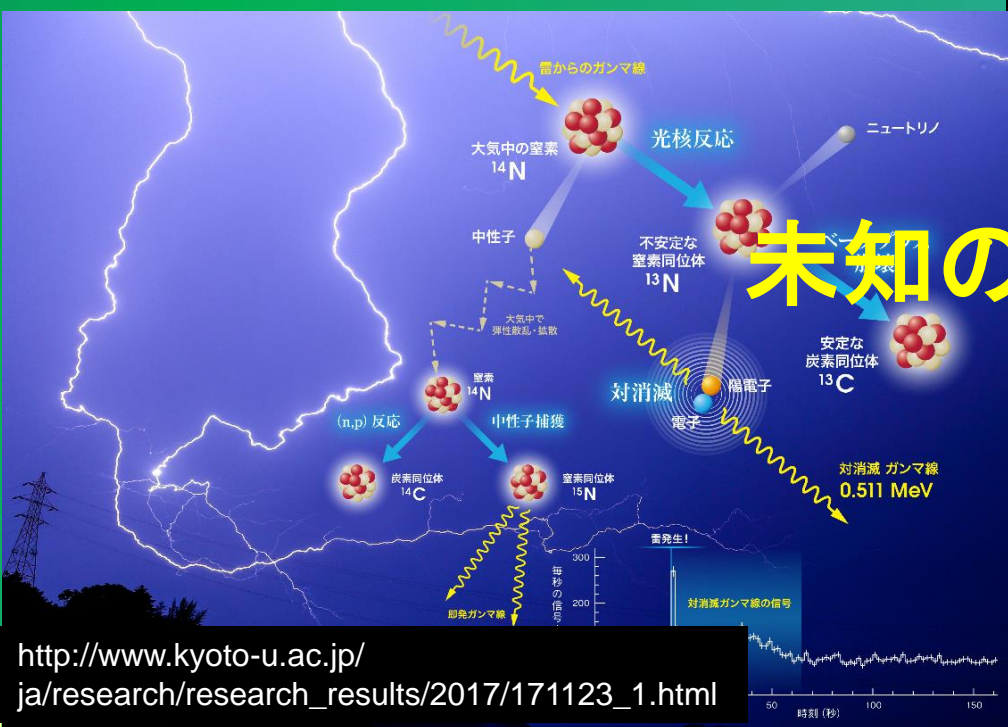 雷からのガンマ線
大気中の窒素
14N
光核反応
ニュートリノ
中性子
不安定な
窒素同位体
13N
未知の
大気中で
弾性散乱・拡散
安定な
炭素同位体
13C
窒素
14N
対消滅
陽電子
電子
(n,p) 反応
中性子捕獲
炭素同位体
14C
窒素同位体
15N
対消滅 ガンマ線
0.511 MeV
雷発生！
300
200
毎秒の信号
対消滅ガンマ線の信号
即発ガンマ線
50
100
150
時刻 (秒)
http://www.kyoto-u.ac.jp/
ja/research/research_results/2017/171123_1.html